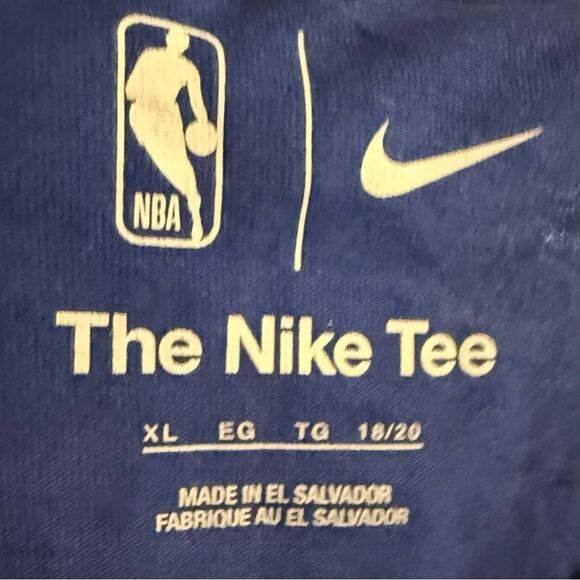 NBA
The Nike Tee
XL EG TG 18/20
MADE IN EL SALVADOR
FABRIQUE AU EL SALVADOR